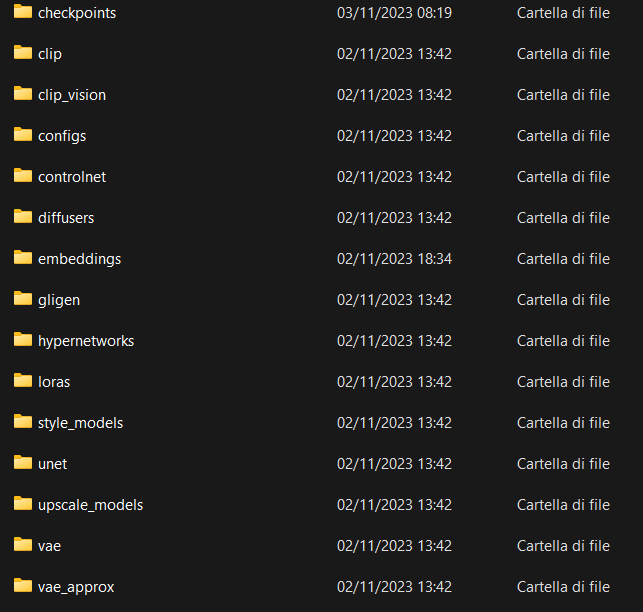 checkpoints 03/11/2023 08:19 Cartella di file
clip 02/11/2023 13:42 Cartella di file
clip_vision 02/11/2023 13:42 Cartella di file
configs 02/11/2023 13:42 Cartella di file
controlnet 02/11/2023 13:42 Cartella di file
diffusers 02/11/2023 13:42 Cartella di file
embeddings 02/11/2023 18:34 Cartella di file
gligen 02/11/2023 13:42 Cartella di file
hypernetworks 02/11/2023 13:42 Cartella di file
loras 02/11/2023 13:42 Cartella di file
style_models 02/11/2023 13:42 Cartella di file
unet 02/11/2023 13:42 Cartella di file
upscale_models 02/11/2023 13:42 Cartella di file
vae 02/11/2023 13:42 Cartella di file
vae_approx 02/11/2023 13:42 Cartella di file